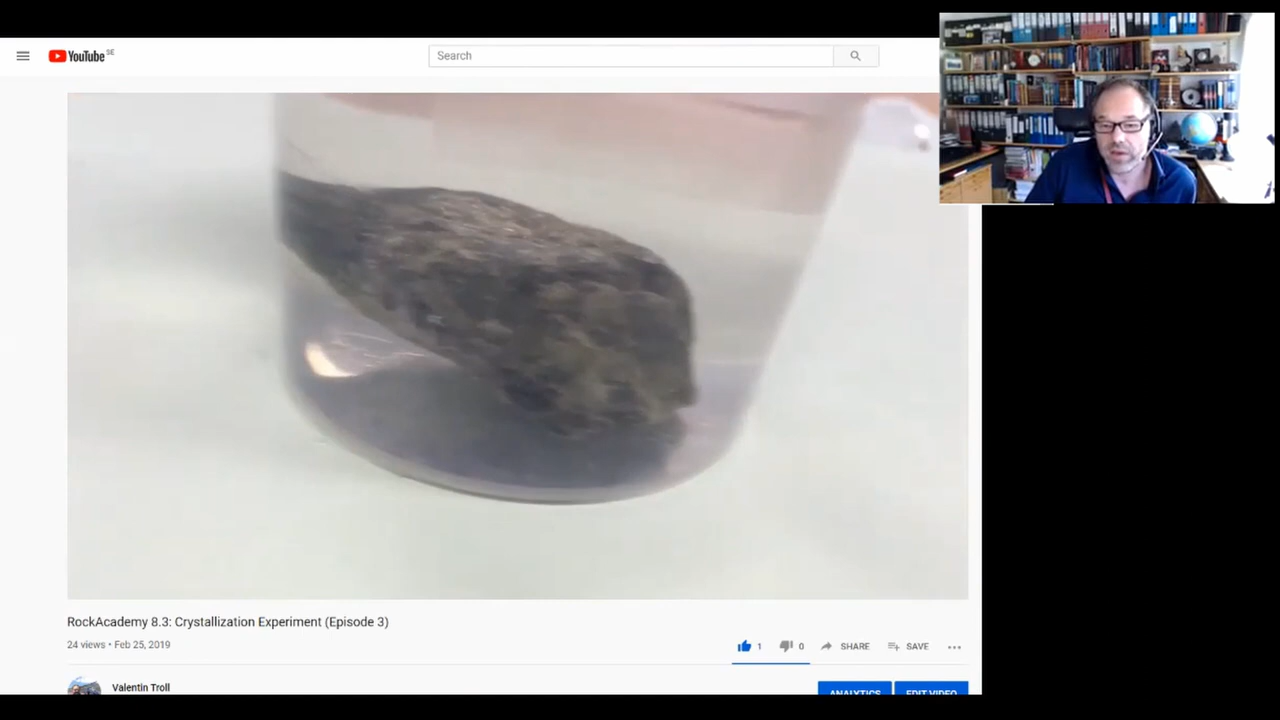 YouTube SE
Search
RockAcademy 8.3: Crystallization Experiment (Episode 3)
24 views • Feb 25, 2019
1 0 SHARE SAVE
Valentin Troll
ANALYTICS EDIT VIDEO